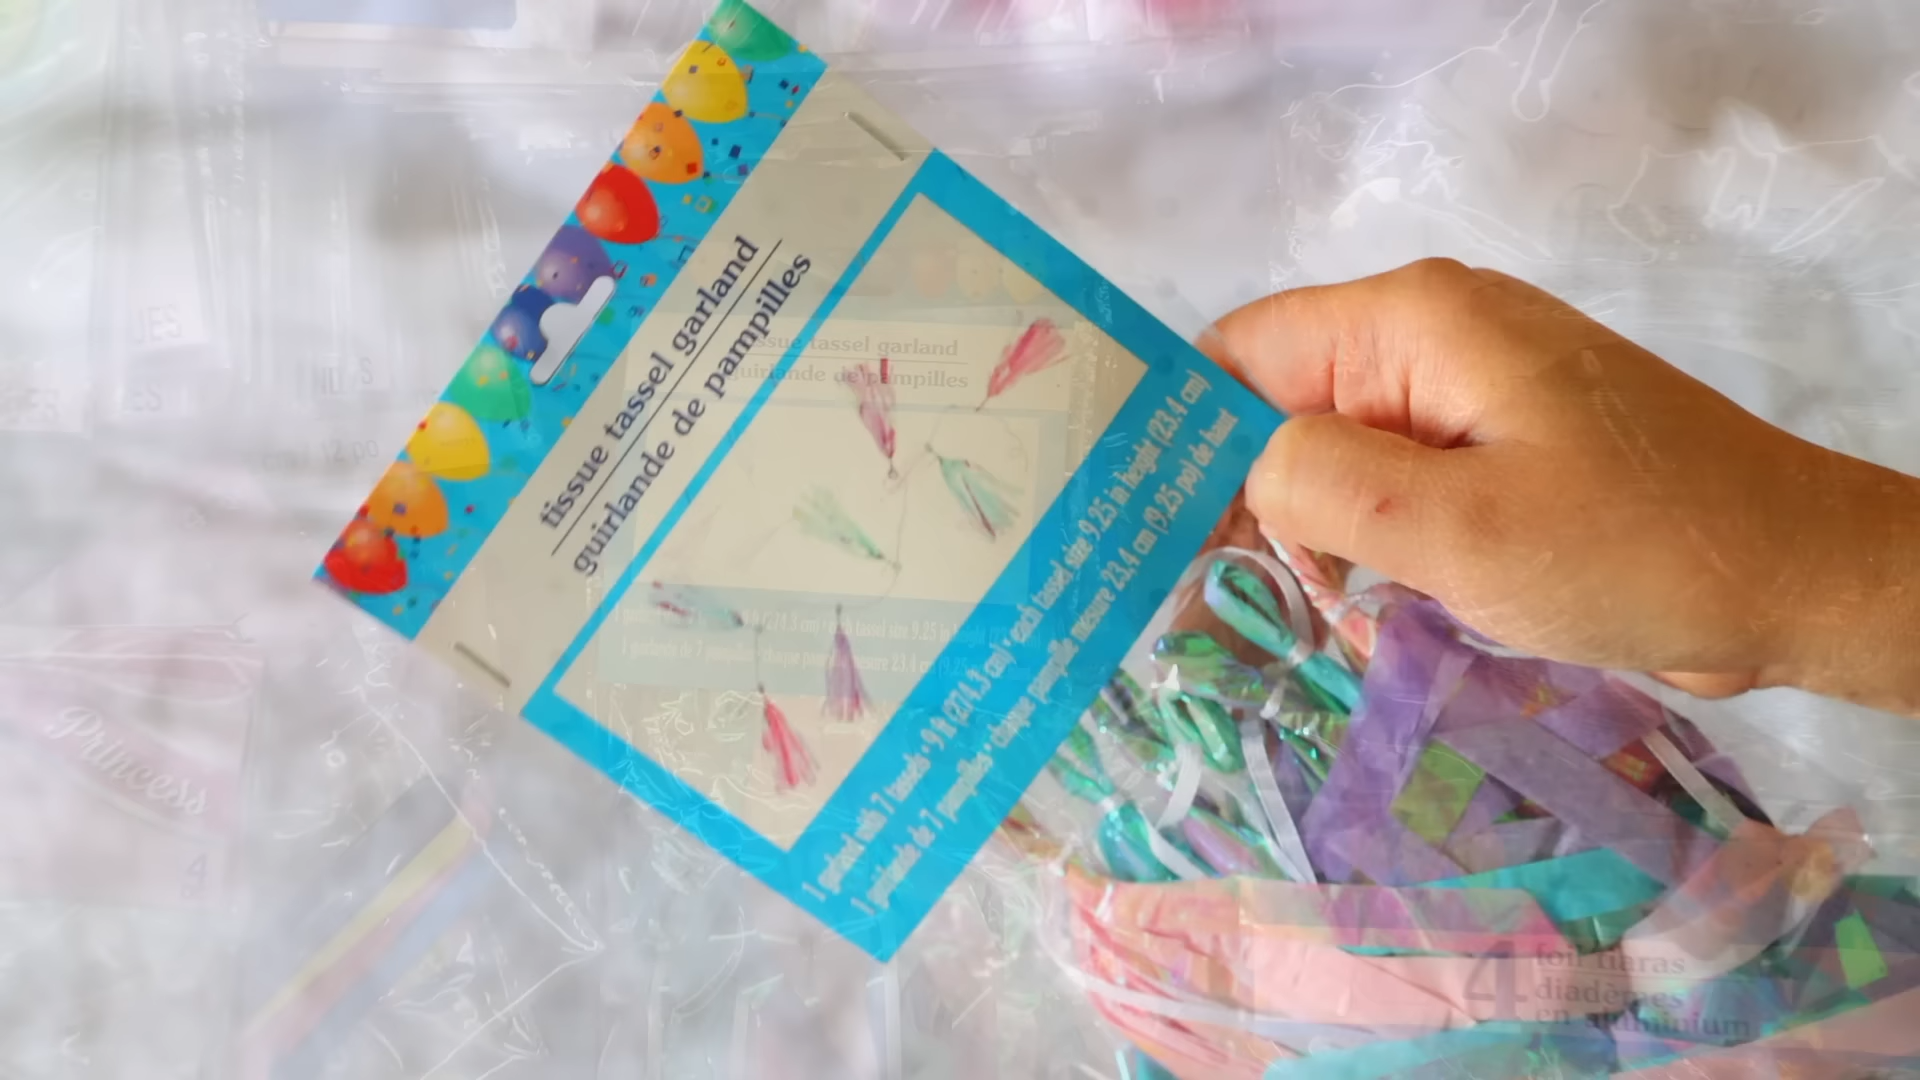 tissue tassel garland
guirlande de pampilles
1 garland with 7 tassels • 9 ft (274.3 cm) • each tassel size 9.25 in height (23.4 cm)
1 guirlande de 7 pampilles • chaque pampille mesure 23.4 cm (9.25 po) de haut
tissue tassel garland
guirlande de pampilles
Princess
4 foil tiaras
diadèmes
en aluminium